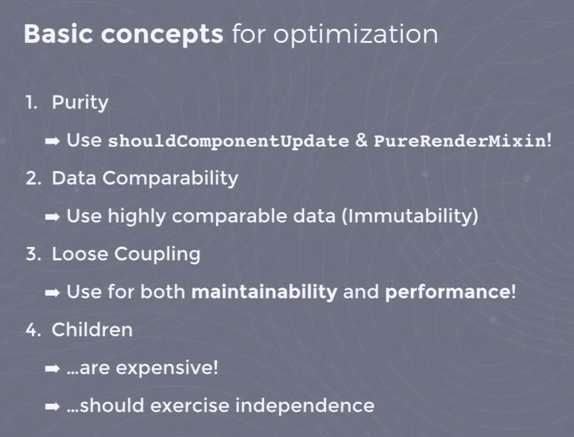 Basic concepts for optimization
1. Purity
➡ Use shouldComponentUpdate & PureRenderMixin!
2. Data Comparability
➡ Use highly comparable data (Immutability)
3. Loose Coupling
➡ Use for both maintainability and performance!
4. Children
➡ ...are expensive!
➡ ...should exercise independence